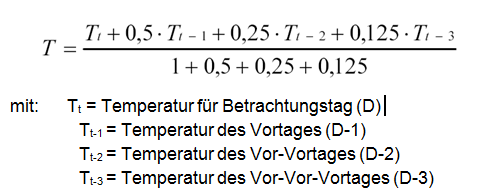 T = (Tt + 0,5 · Tt - 1 + 0,25 · Tt - 2 + 0,125 · Tt - 3) / (1 + 0,5 + 0,25 + 0,125)
mit: Tt = Temperatur für Betrachtungstag (D)
Tt-1 = Temperatur des Vortages (D-1)
Tt-2 = Temperatur des Vor-Vortages (D-2)
Tt-3 = Temperatur des Vor-Vor-Vortages (D-3)